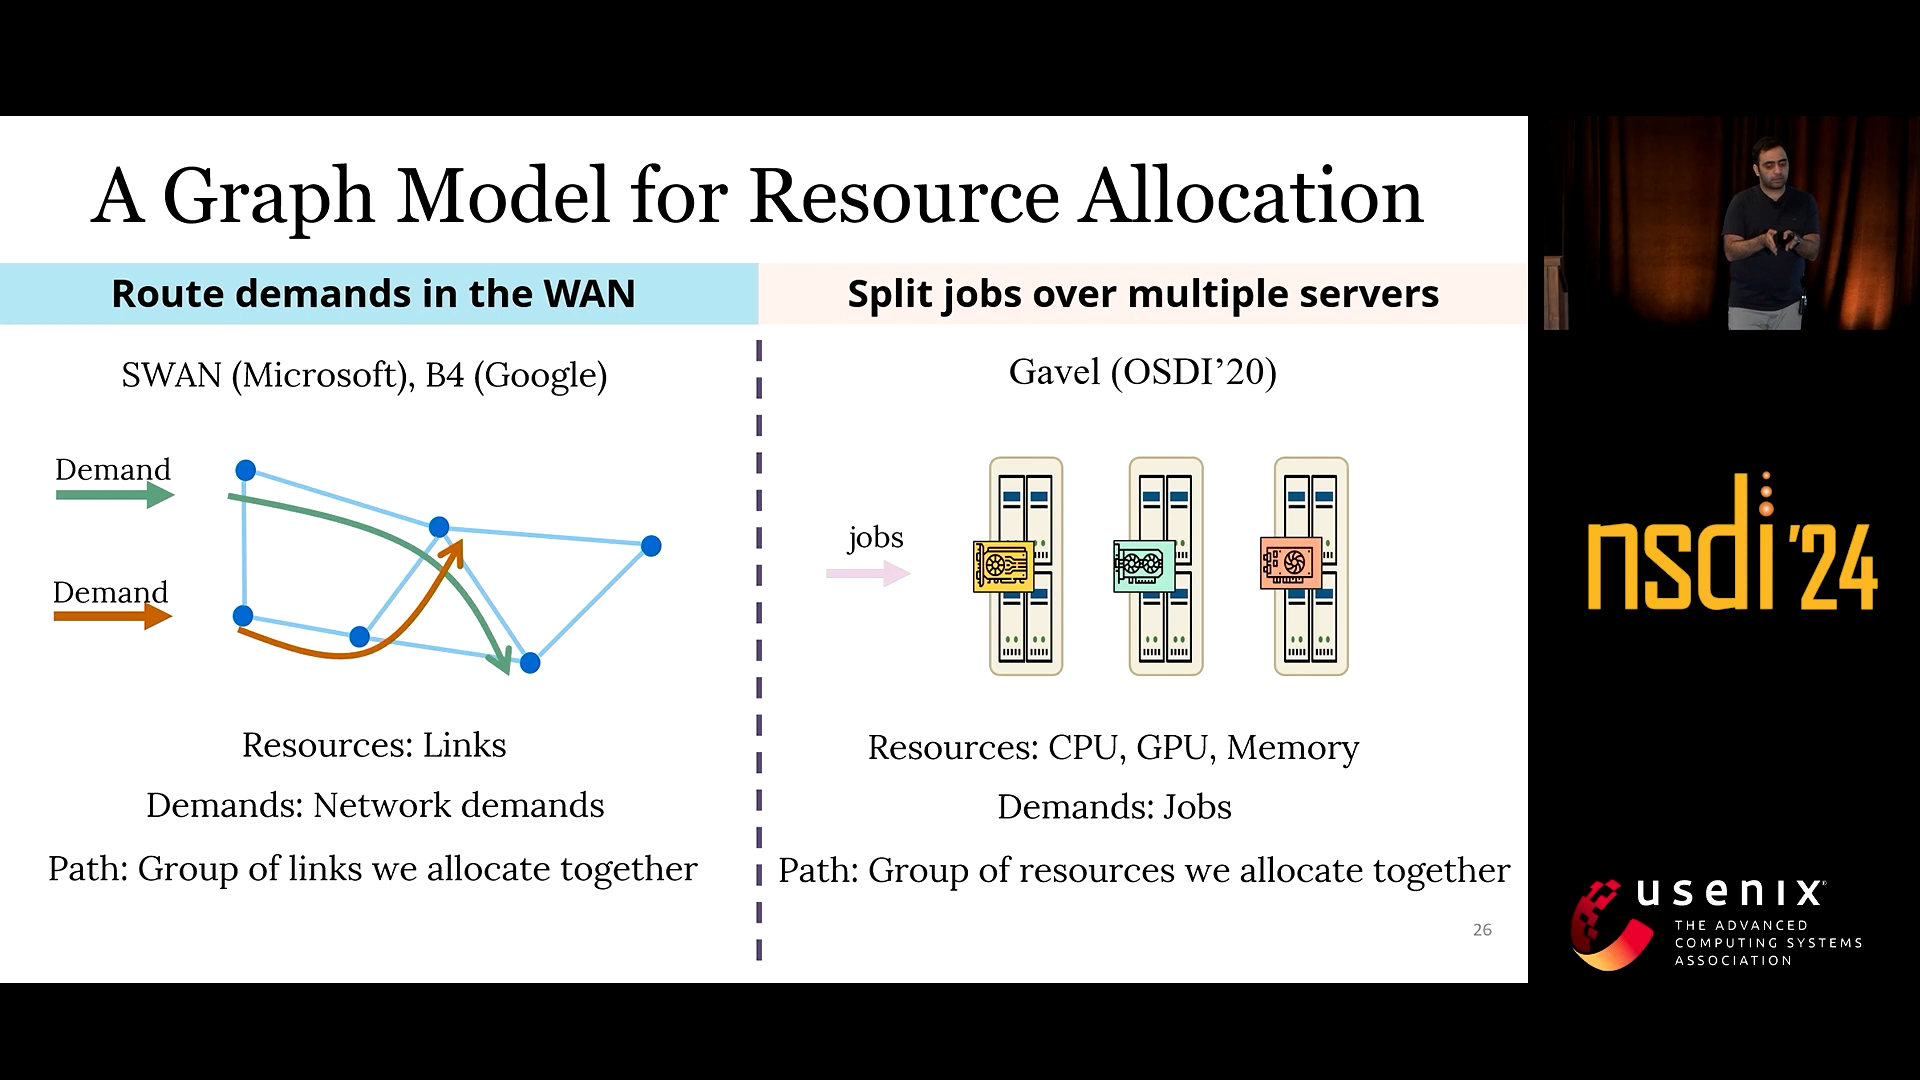 A Graph Model for Resource Allocation
Route demands in the WAN
Split jobs over multiple servers
SWAN (Microsoft), B4 (Google)
Gavel (OSDI’20)
Demand
Demand
jobs
Resources: Links
Demands: Network demands
Path: Group of links we allocate together
Resources: CPU, GPU, Memory
Demands: Jobs
Path: Group of resources we allocate together
26
nsdi '24
usenix
THE ADVANCED
COMPUTING SYSTEMS
ASSOCIATION